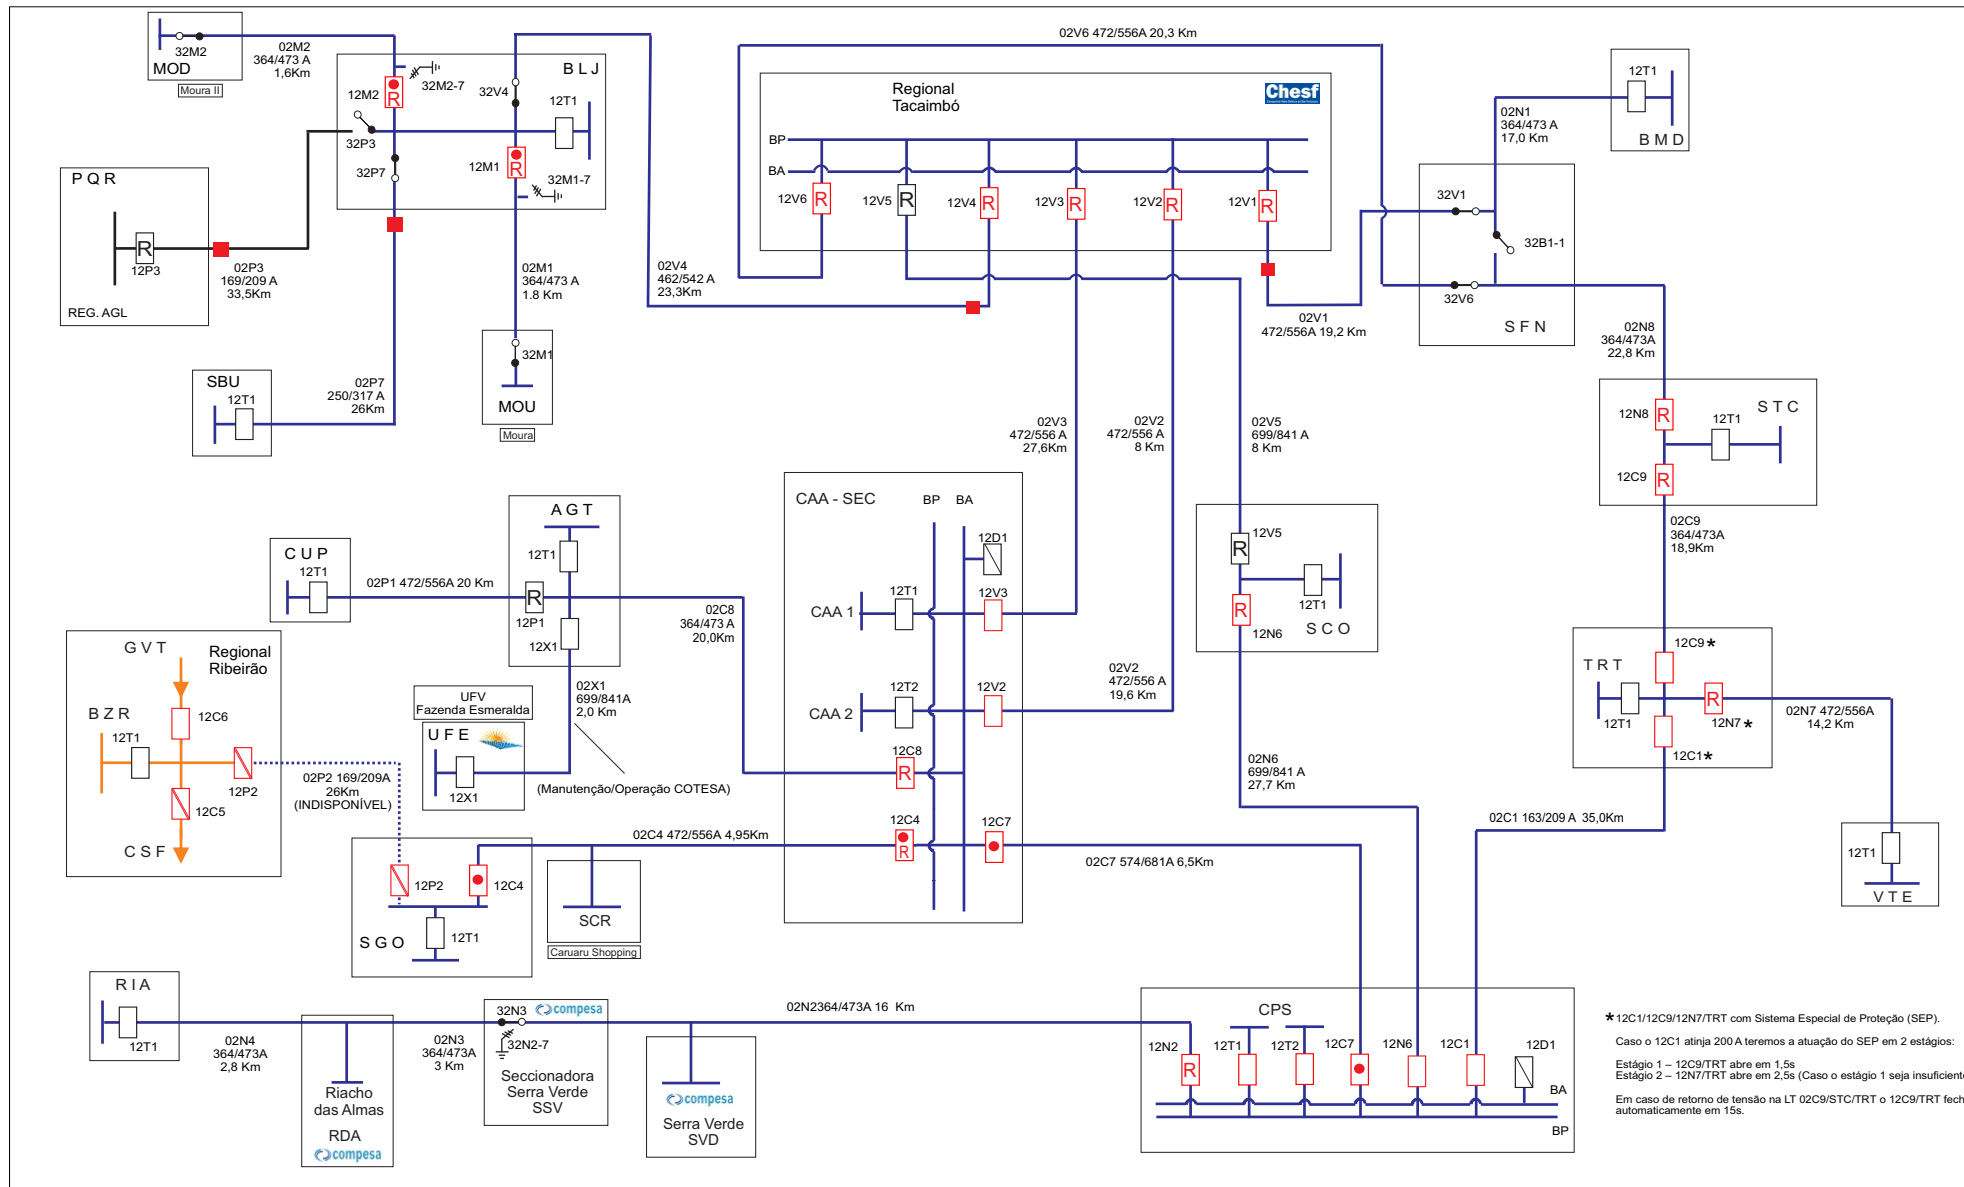 02V6 472/556A 20,3 Km
32M2
MOD
Moura II
02M2
364/473 A
1,6Km
B L J
12M2
R
32M2-7
32V4
12T1
32P3
32P7
12M1
R
32M1-7
Regional
Tacaimbó
Chesf
BP
BA
12V6
R
12V5
R
12V4
R
12V3
R
12V2
R
12V1
R
12T1
B M D
02N1
364/473 A
17,0 Km
32V1
32B1-1
32V6
S F N
P Q R
R
12P3
REG. AGL
02P3
169/209 A
33,5Km
02M1
364/473 A
1.8 Km
02V4
462/542 A
23,3Km
02V1
472/556A 19,2 Km
02N8
364/473A
22,8 Km
32M1
MOU
Moura
SBU
12T1
02P7
250/317 A
26Km
02V3
472/556 A
27,6Km
02V2
472/556 A
8 Km
02V5
699/841 A
8 Km
12N8
R
12T1
S T C
12C9
R
02C9
364/473A
18,9Km
CAA - SEC
BP
BA
12D1
12T1
12V3
CAA 1
12T2
12V2
CAA 2
12C8
R
12C4
R
12C7
A G T
12T1
R
12P1
12X1
C U P
12T1
02P1 472/556A 20 Km
02C8
364/473 A
20,0Km
12V5
R
12T1
R
12N6
S C O
02V2
472/556 A
19,6 Km
G V T
Regional
Ribeirão
12C6
B Z R
12T1
12P2
12C5
C S F
02P2 169/209A
26Km
(INDISPONÍVEL)
UFV
Fazenda Esmeralda
U F E
12X1
02X1
699/841A
2,0 Km
(Manutenção/Operação COTESA)
02N6
699/841 A
27,7 Km
12C9*
T R T
R
12T1
12N7*
12C1*
02N7 472/556A
14,2 Km
02C1 163/209 A 35,0Km
12T1
V T E
02C4 472/556A 4,95Km
02C7 574/681A 6,5Km
12P2
12C4
12T1
S G O
SCR
Caruaru Shopping
R I A
12T1
02N4
364/473A
2,8 Km
Riacho
das Almas
RDA
compesa
02N3
364/473A
3 Km
32N3
compesa
32N2-7
Seccionadora
Serra Verde
SSV
02N2364/473A 16 Km
compesa
Serra Verde
SVD
CPS
12N2
R
12T1
12T2
12C7
12N6
12C1
12D1
BA
BP
*12C1/12C9/12N7/TRT com Sistema Especial de Proteção (SEP).
Caso o 12C1 atinja 200 A teremos a atuação do SEP em 2 estágios:
Estágio 1 – 12C9/TRT abre em 1,5s
Estágio 2 – 12N7/TRT abre em 2,5s (Caso o estágio 1 seja insuficiente
Em caso de retorno de tensão na LT 02C9/STC/TRT o 12C9/TRT fech
automaticamente em 15s.